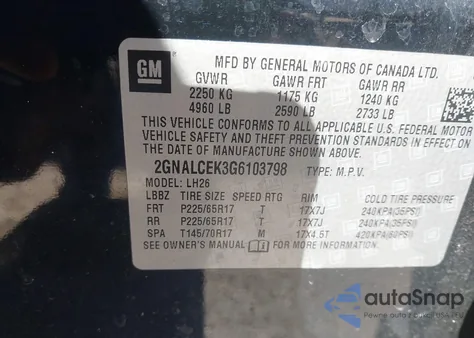 GM
MFD BY GENERAL MOTORS OF CANADA LTD.
GVWR GAWR FRT GAWR RR
2250 KG 1175 KG 1240 KG
4960 LB 2590 LB 2733 LB
THIS VEHICLE CONFORMS TO ALL APPLICABLE U.S. FEDERAL MOTOR
VEHICLE SAFETY AND THEFT PREVENTION STANDARDS IN EFFECT ON
THE DATE OF MANUFACTURE SHOWN ABOVE.
2GNALCEK3G6103798 TYPE: M.P.V.
MODEL: LH26
LBBZ TIRE SIZE SPEED RTG RIM COLD TIRE PRESSURE
FRT P225/65R17 T 17X7J 240KPA(35PSI)
RR P225/65R17 T 17X7J 240KPA(35PSI)
SPA T145/70R17 M 17X4.5T 420KPA(60PSI)
SEE OWNER'S MANUAL FOR MORE INFORMATION.
autoSnap
Pewne auta z USA